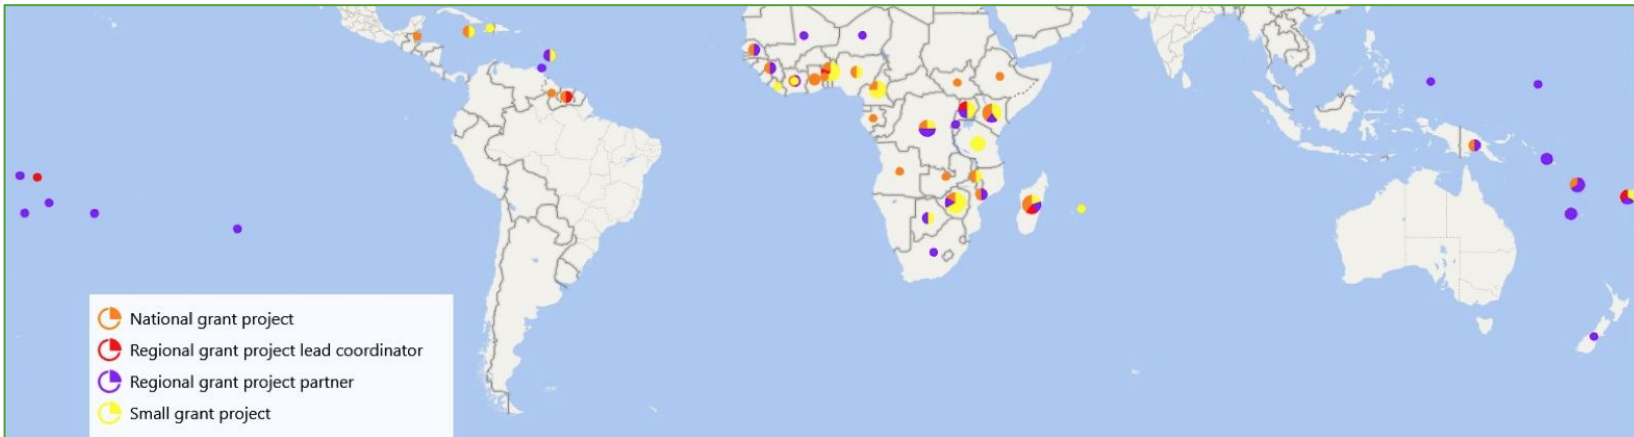 National grant project
Regional grant project lead coordinator
Regional grant project partner
Small grant project